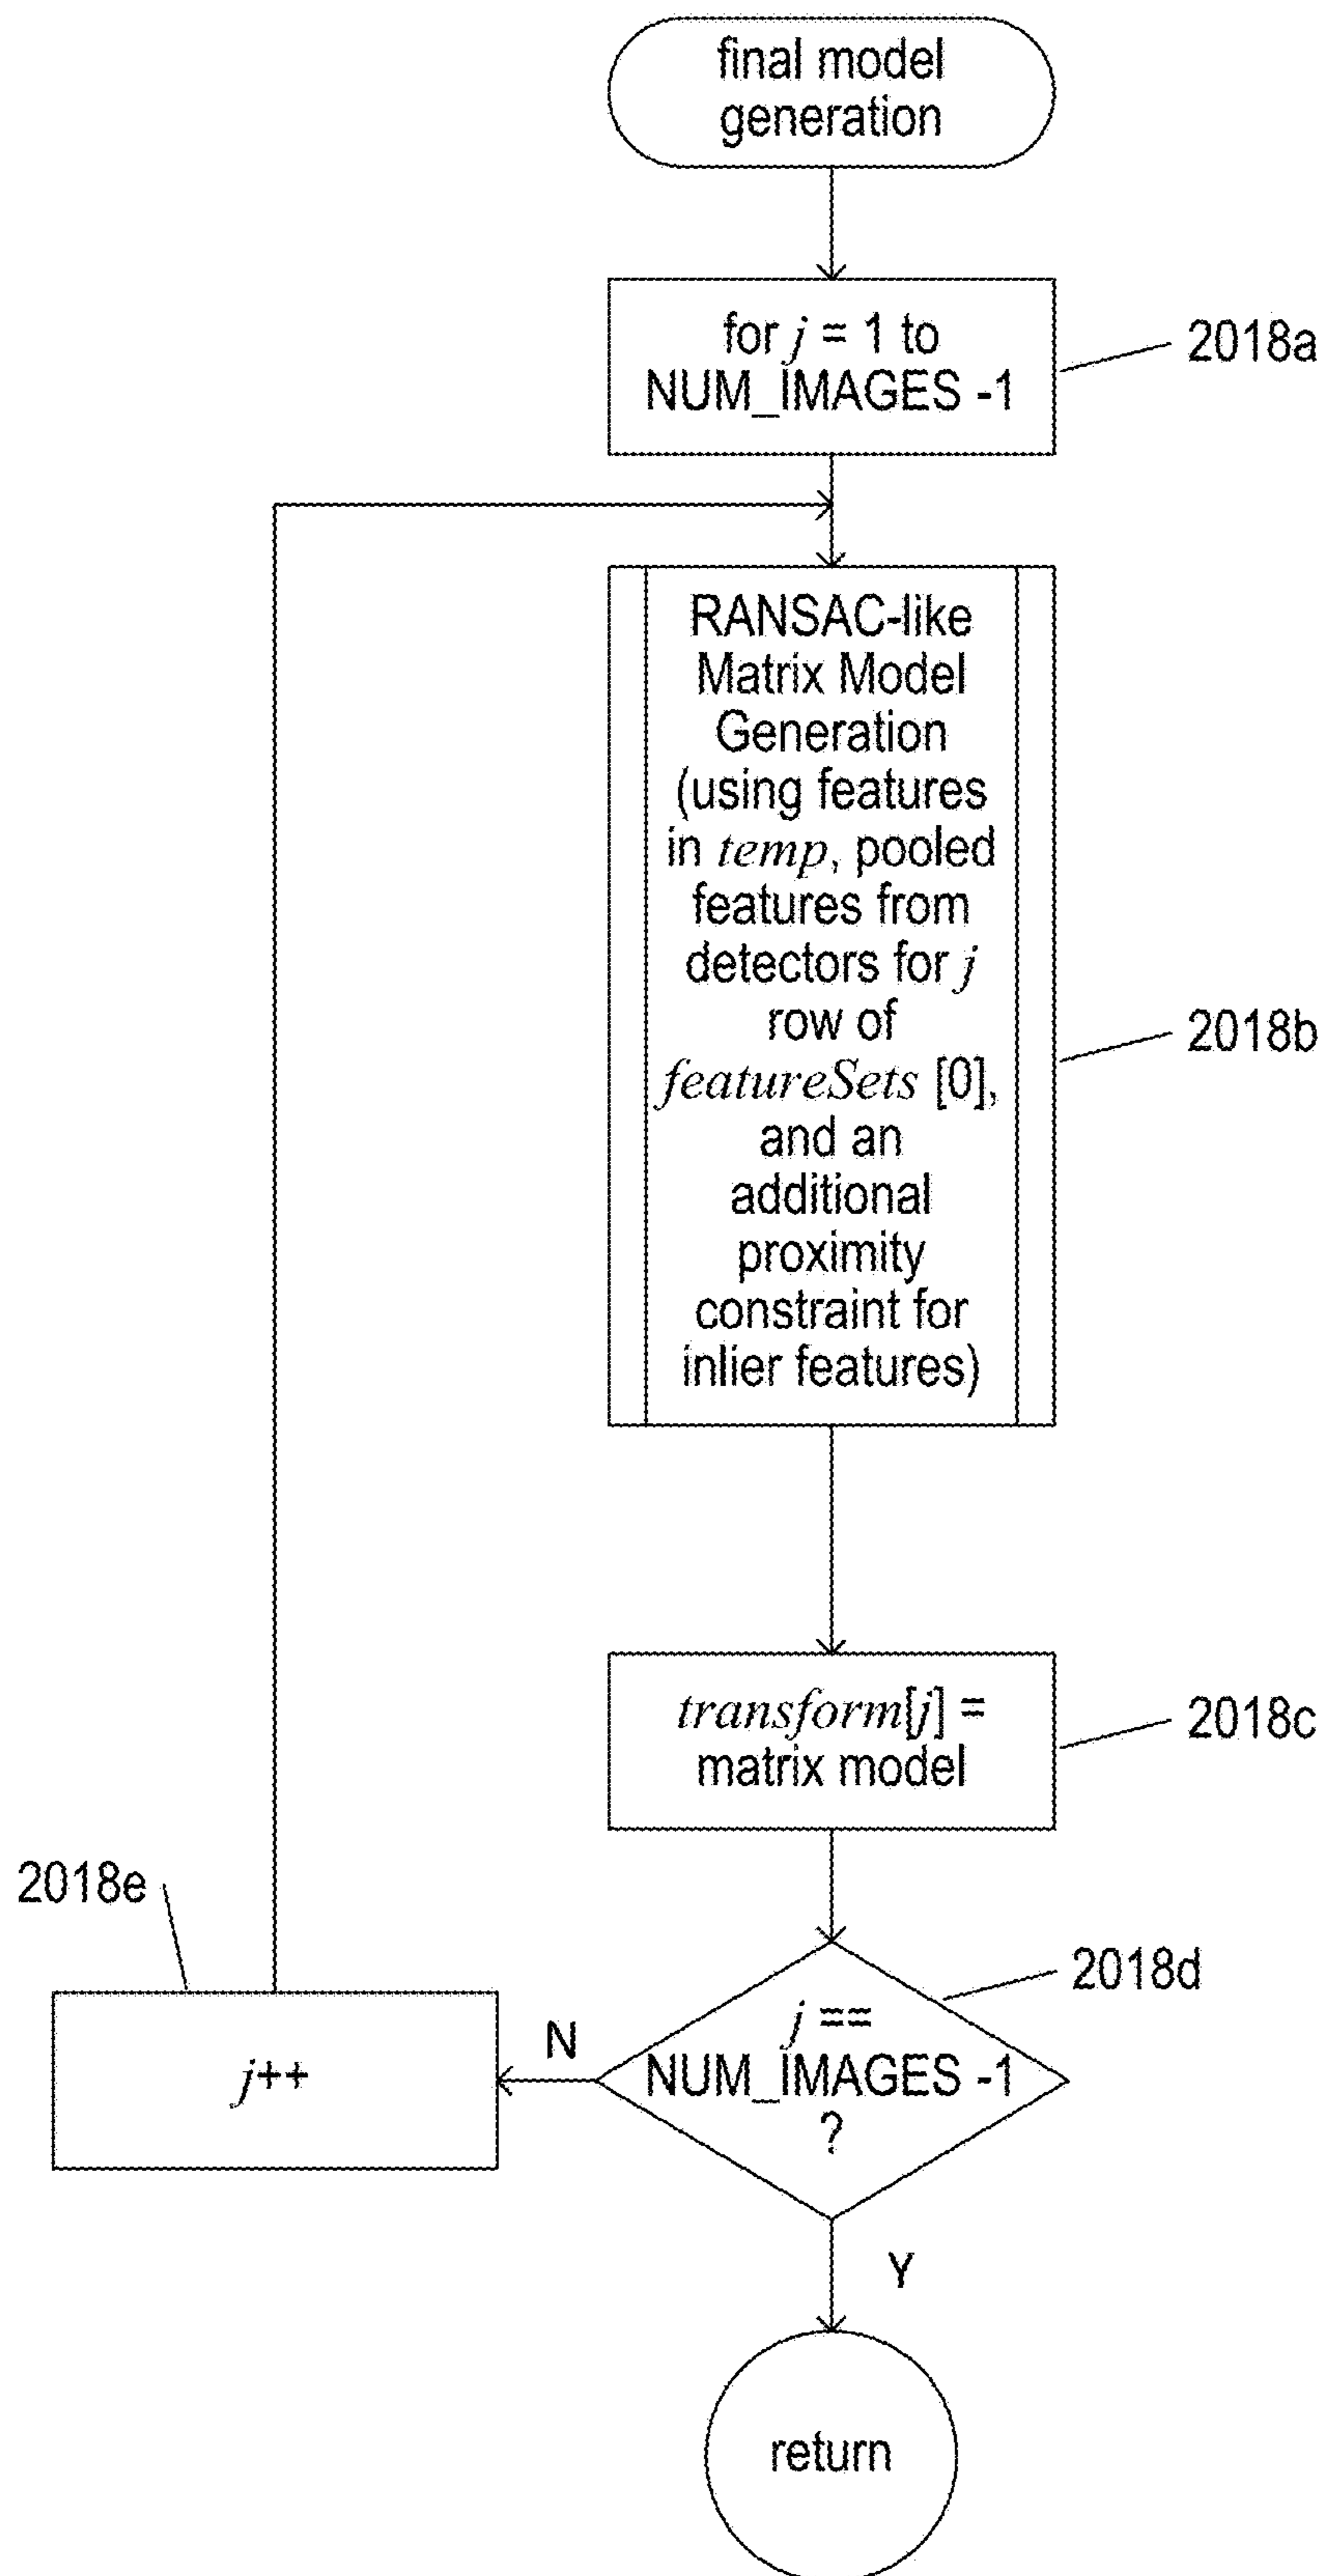 final model
generation
for j = 1 to
NUM_IMAGES -1
2018a
RANSAC-like
Matrix Model
Generation
(using features
in temp, pooled
features from
detectors for j
row of
featureSets [0],
and an
additional
proximity
constraint for
inlier features)
2018b
transform[j] =
matrix model
2018c
2018e
j++
N
j ==
NUM_IMAGES -1
?
2018d
Y
return